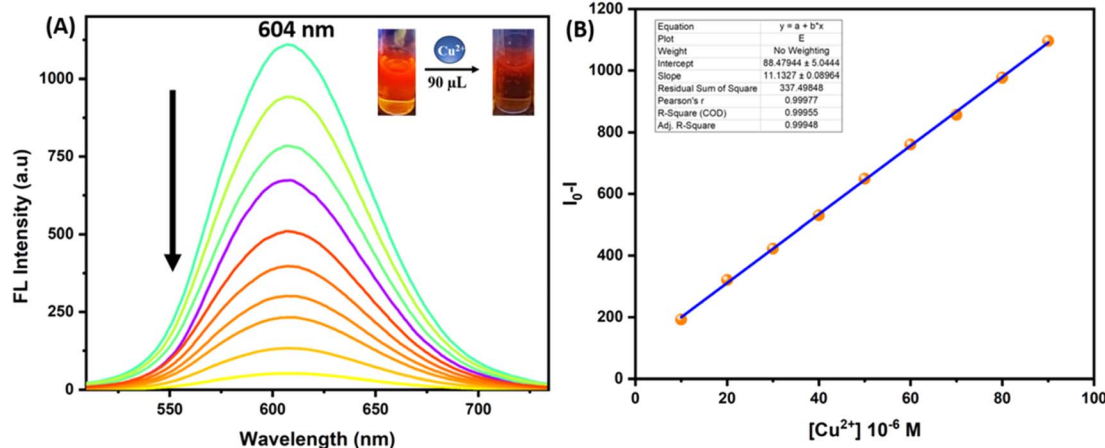 (A)
604 nm
Cu²⁺
90 µL
1000
750
500
250
0
FL Intensity (a.u)
550
600
650
700
Wavelength (nm)
(B)
Equation y = a + b*x
Plot E
Weight No Weighting
Intercept 88.47944 ± 5.0444
Slope 11.1327 ± 0.08964
Residual Sum of Square 337.49848
Pearson's r 0.99977
R-Square (COD) 0.99955
Adj. R-Square 0.99948
1200
1000
800
600
400
200
0
I₀-I
0
20
40
60
80
100
[Cu²⁺] 10⁻⁶ M